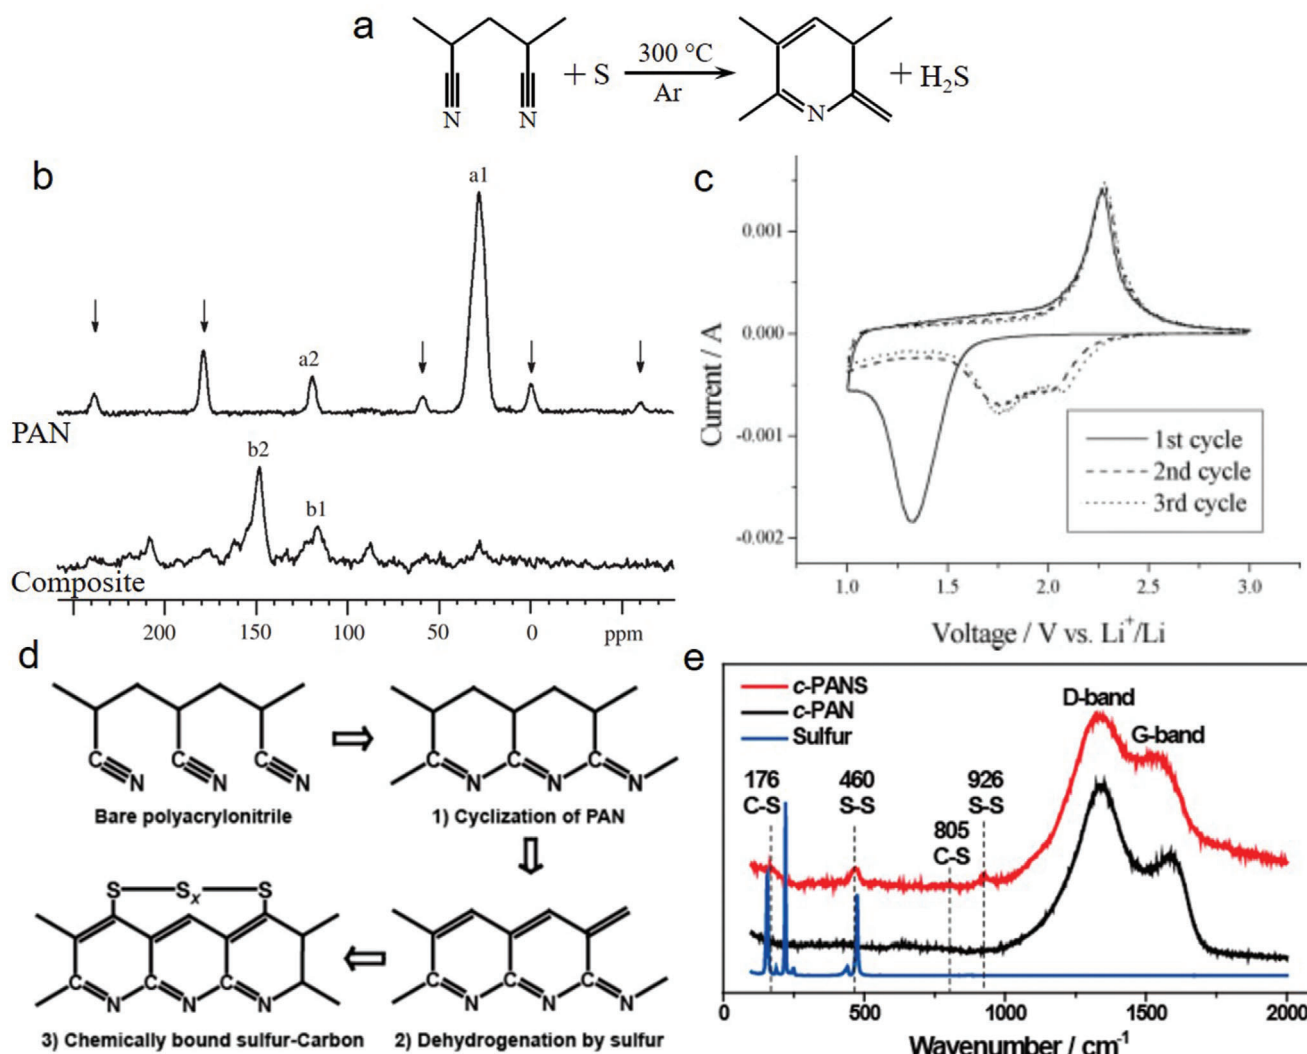 a
N N + S 300 °C Ar N + H₂S
b
a1
a2
PAN
b2
b1
Composite
200 150 100 50 0 ppm
c
0.001
0.000
-0.001
-0.002
Current / A
1st cycle
2nd cycle
3rd cycle
1.0 1.5 2.0 2.5 3.0
Voltage / V vs. Li⁺/Li
d
C N C N C N
Bare polyacrylonitrile
C N C N C N
1) Cyclization of PAN
S Sₓ S
C N C N C N
3) Chemically bound sulfur-Carbon
C N C N C N
2) Dehydrogenation by sulfur
e
c-PANS
c-PAN
Sulfur
D-band
G-band
176
C-S
460
S-S
805
C-S
926
S-S
0 500 1000 1500 2000
Wavenumber / cm⁻¹